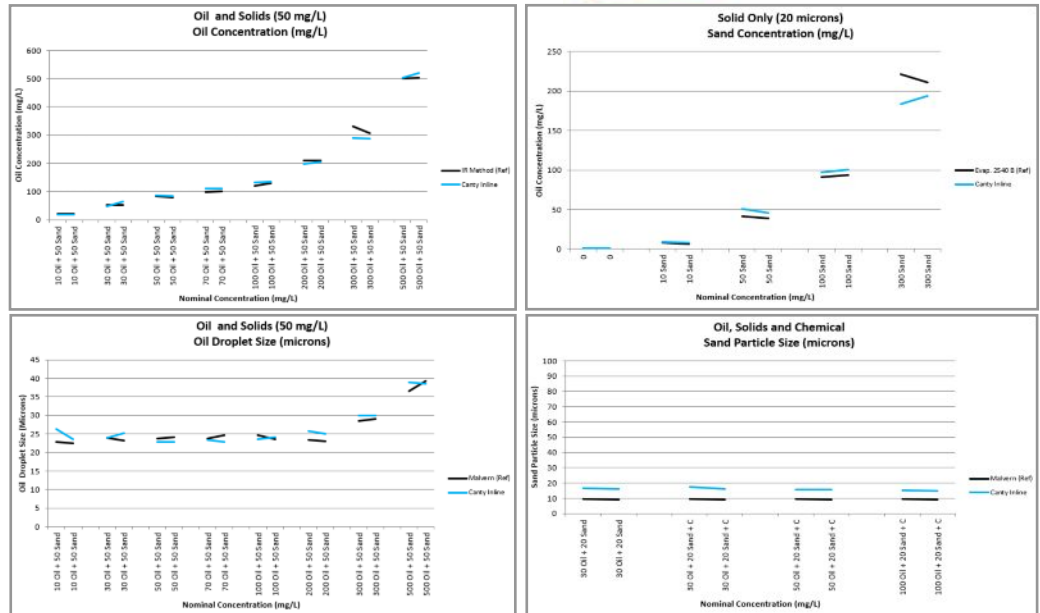 Oil and Solids (50 mg/L)
Oil Concentration (mg/L)
Oil Concentration (mg/L)
600
500
400
300
200
100
0
10 Oil + 50 Sand
10 Oil + 50 Sand
30 Oil + 50 Sand
30 Oil + 50 Sand
50 Oil + 50 Sand
50 Oil + 50 Sand
70 Oil + 50 Sand
70 Oil + 50 Sand
100 Oil + 50 Sand
100 Oil + 50 Sand
200 Oil + 50 Sand
200 Oil + 50 Sand
300 Oil + 50 Sand
300 Oil + 50 Sand
500 Oil + 50 Sand
500 Oil + 50 Sand
Nominal Concentration (mg/L)
IR Method (Ref)
Canty Inline
Solid Only (20 microns)
Sand Concentration (mg/L)
Oil Concentration (mg/L)
250
200
150
100
50
0
0
0
10 Sand
10 Sand
50 Sand
50 Sand
100 Sand
100 Sand
300 Sand
300 Sand
Nominal Concentration (mg/L)
Evap. 2540 B (Ref)
Canty Inline
Oil and Solids (50 mg/L)
Oil Droplet Size (microns)
Oil Droplet Size (Microns)
45
40
35
30
25
20
15
10
5
0
10 Oil + 50 Sand
10 Oil + 50 Sand
30 Oil + 50 Sand
30 Oil + 50 Sand
50 Oil + 50 Sand
50 Oil + 50 Sand
70 Oil + 50 Sand
70 Oil + 50 Sand
100 Oil + 50 Sand
100 Oil + 50 Sand
200 Oil + 50 Sand
200 Oil + 50 Sand
300 Oil + 50 Sand
300 Oil + 50 Sand
500 Oil + 50 Sand
500 Oil + 50 Sand
Nominal Concentration (mg/L)
Malvern (Ref)
Canty Inline
Oil, Solids and Chemical
Sand Particle Size (microns)
Sand Particle Size (microns)
100
90
80
70
60
50
40
30
20
10
0
30 Oil + 20 Sand
30 Oil + 20 Sand
30 Oil + 20 Sand + C
30 Oil + 20 Sand + C
50 Oil + 20 Sand + C
50 Oil + 20 Sand + C
100 Oil + 20 Sand + C
100 Oil + 20 Sand + C
Nominal Concentration (mg/L)
Malvern (Ref)
Canty Inline